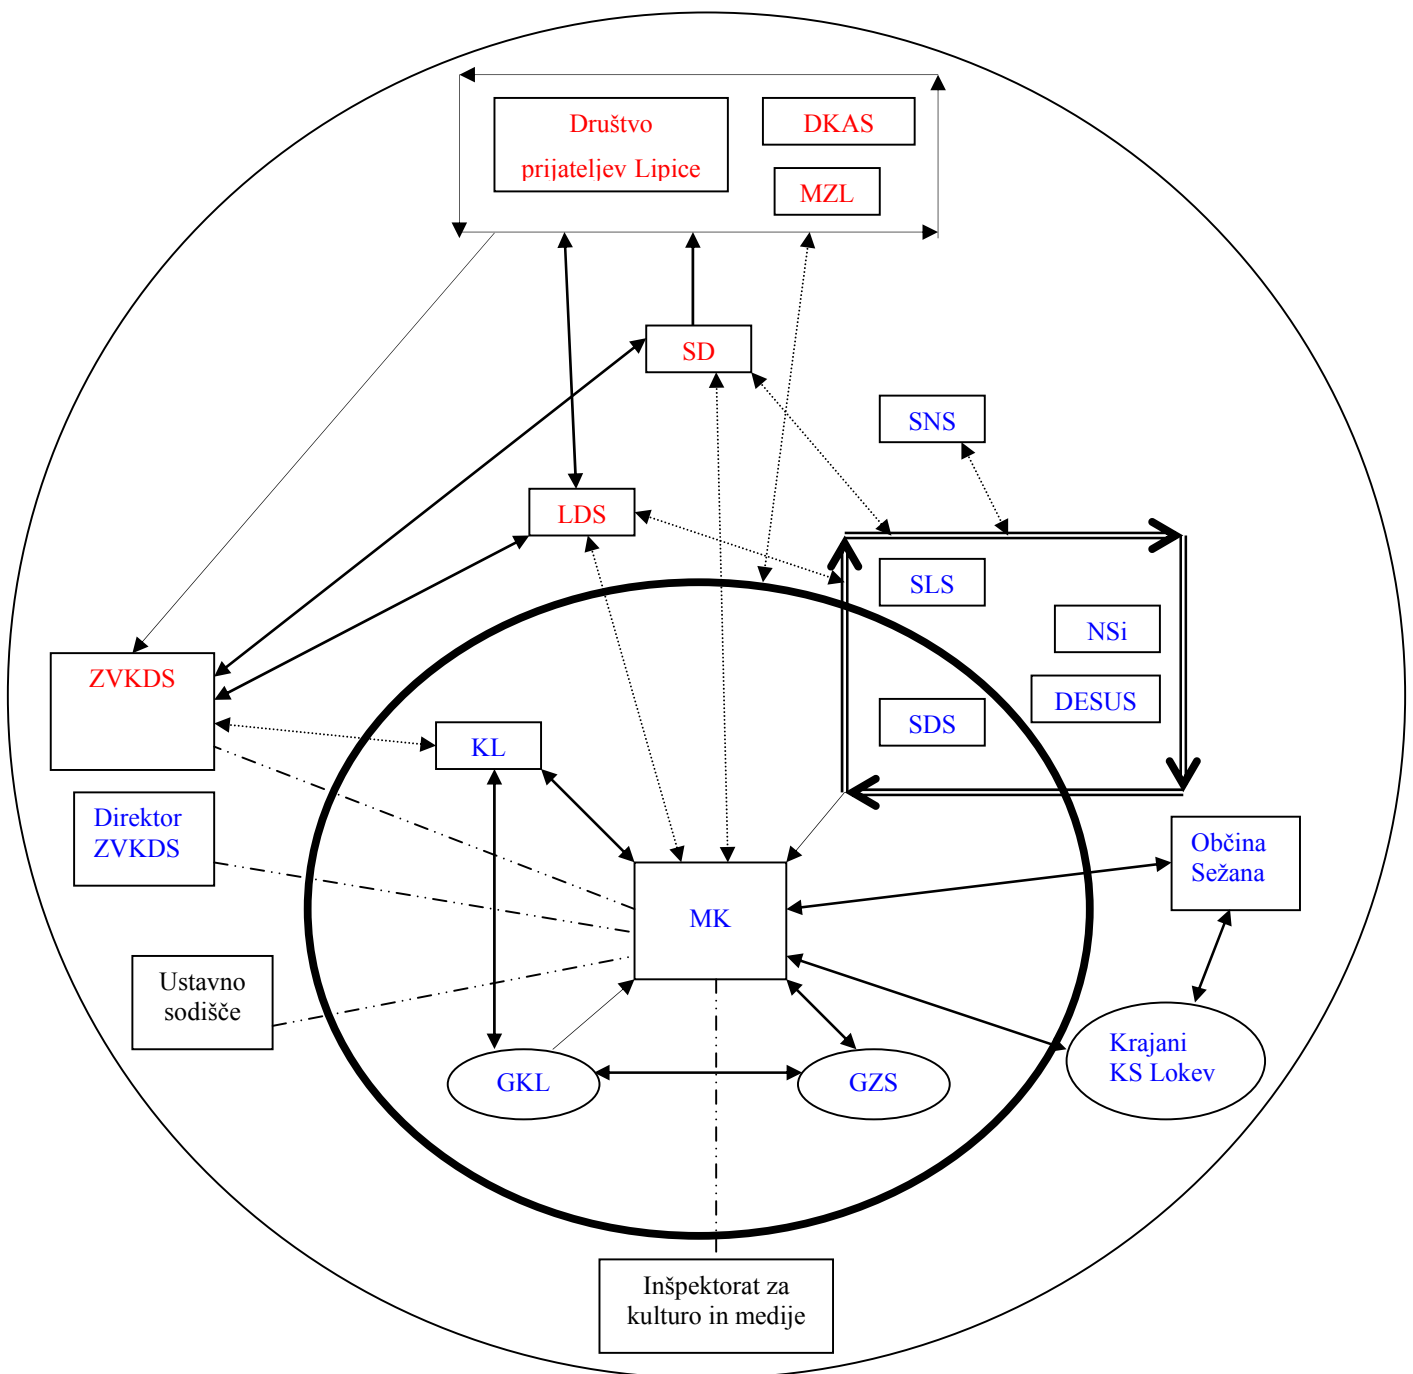 Društvo
prijateljev Lipice
DKAS
MZL
SD
SNS
LDS
SLS
NSi
ZVKDS
DESUS
SDS
KL
Direktor
ZVKDS
Občina
Sežana
MK
Ustavno
sodišče
Krajani
KS Lokev
GKL
GZS
Inšpektorat za
kulturo in medije